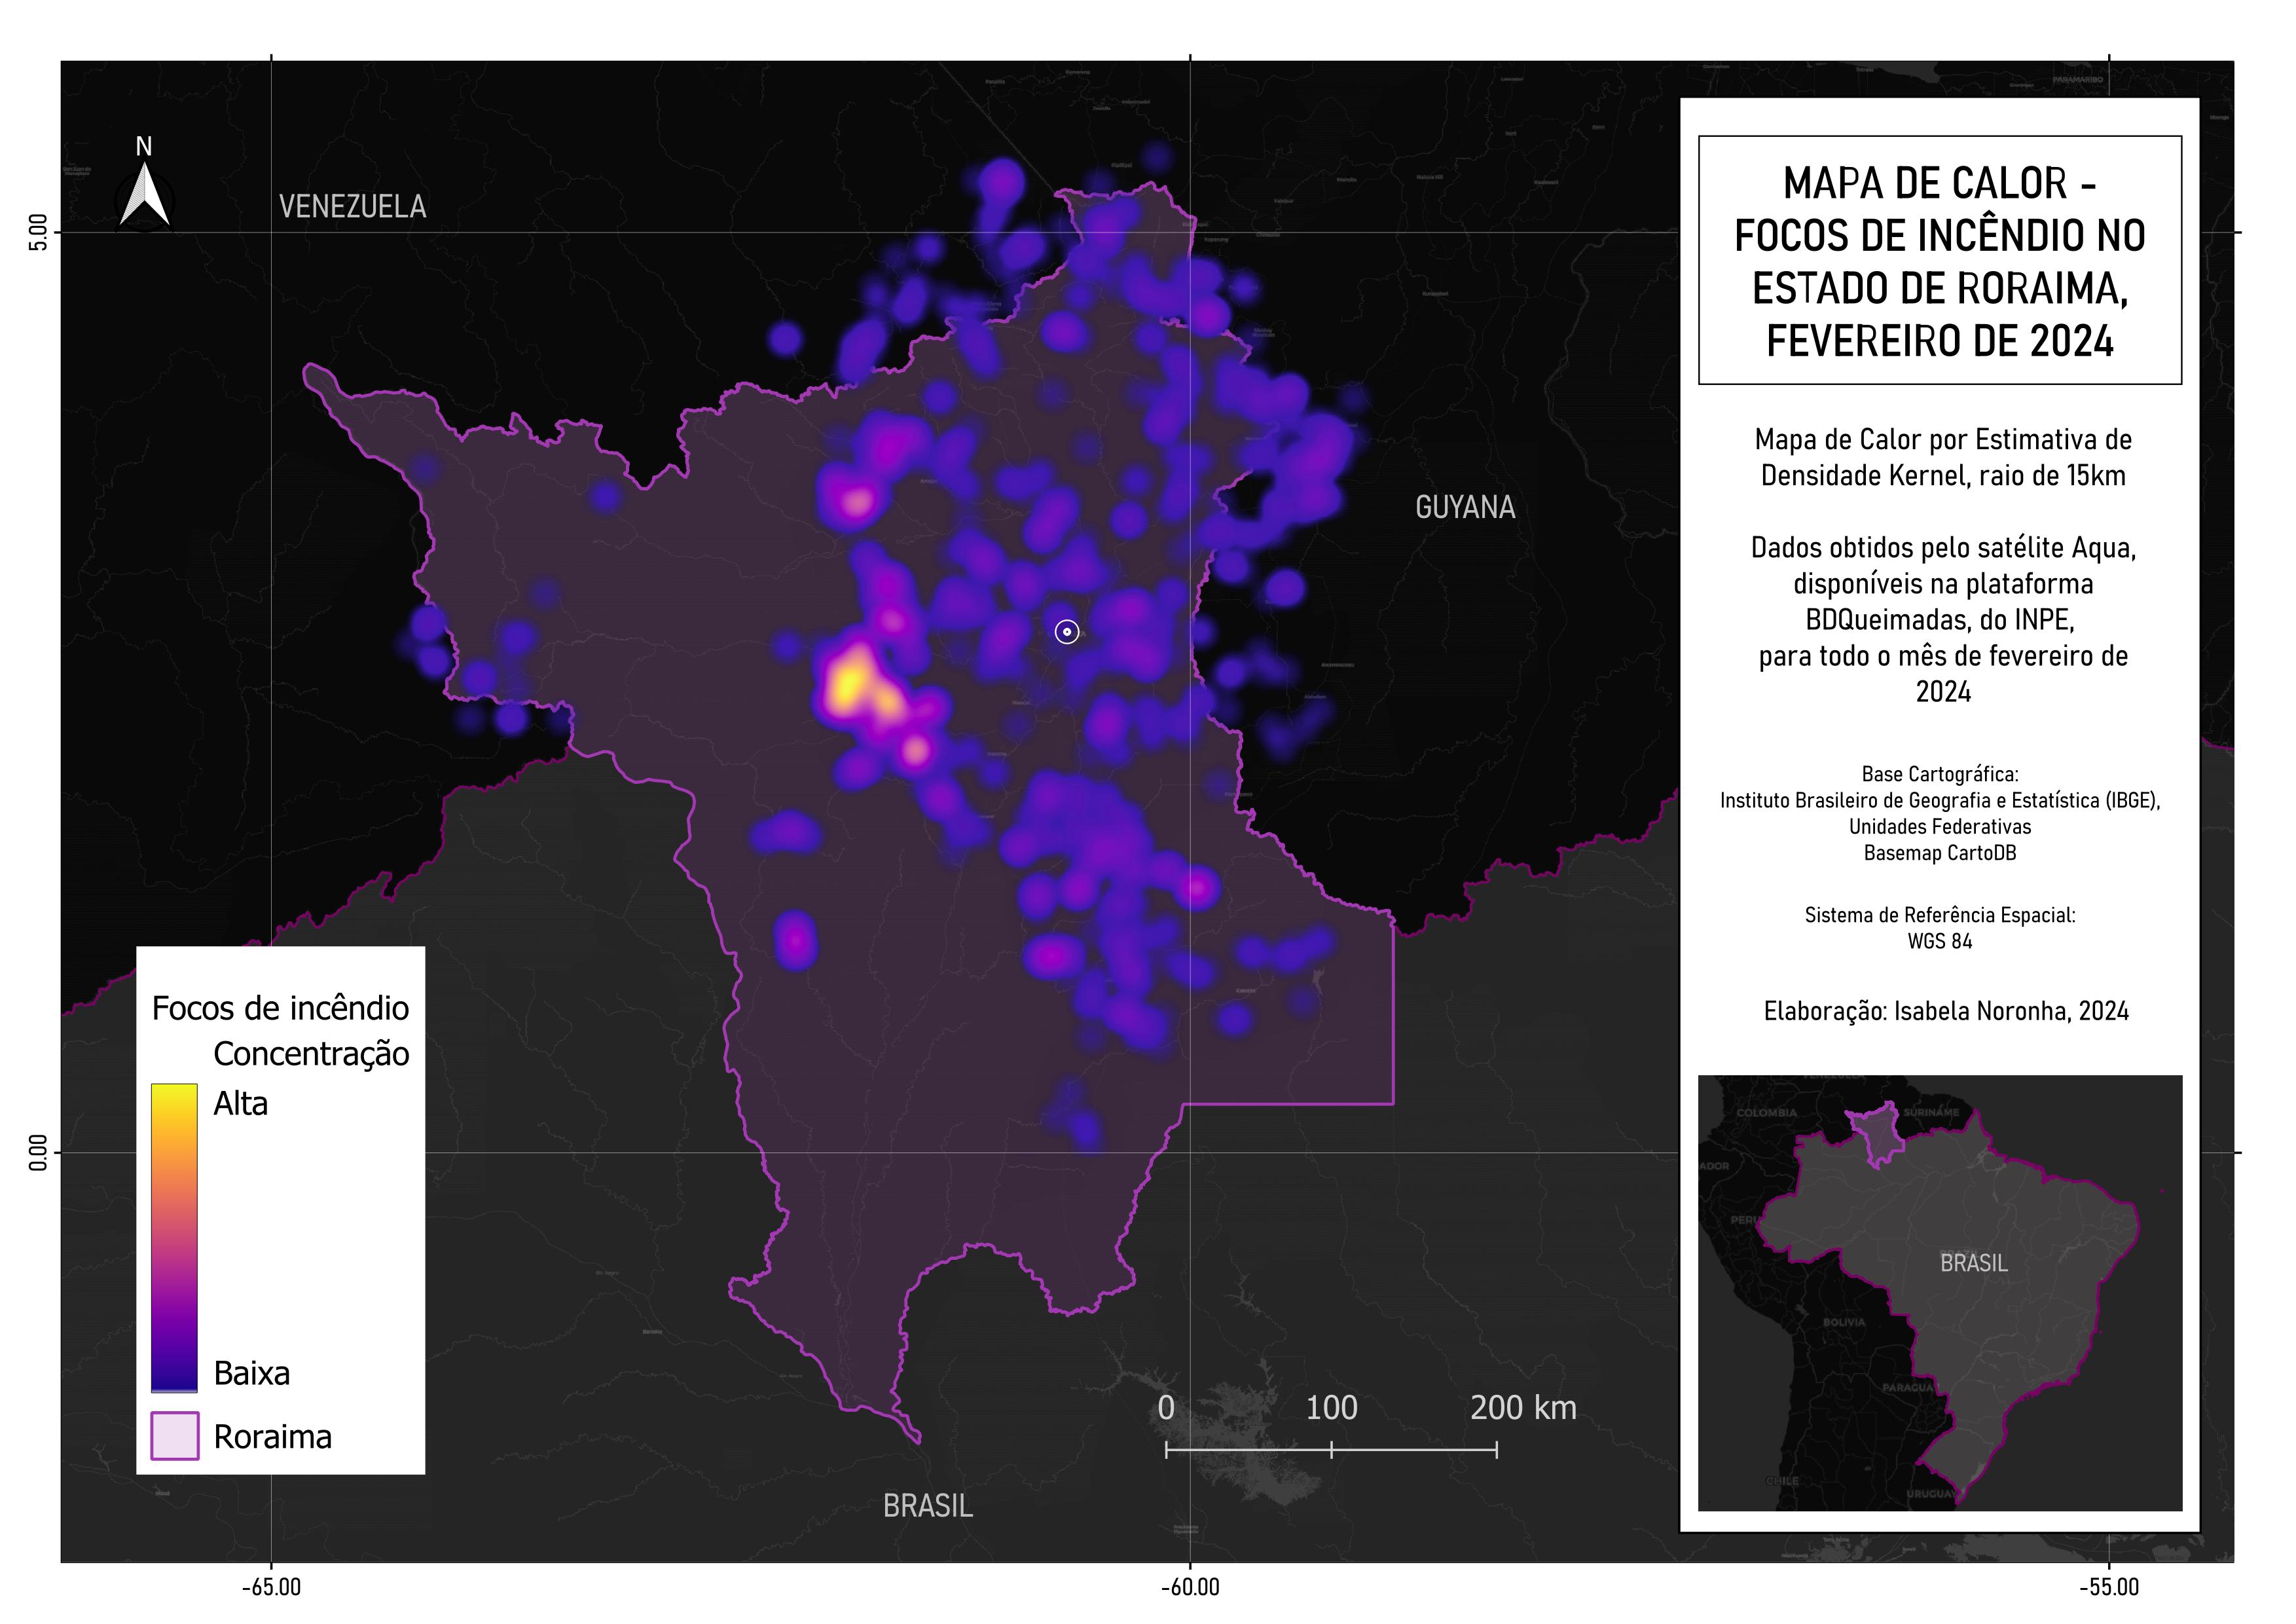 MAPA DE CALOR -
FOCOS DE INCÊNDIO NO
ESTADO DE RORAIMA,
FEVEREIRO DE 2024
Mapa de Calor por Estimativa de
Densidade Kernel, raio de 15km
Dados obtidos pelo satélite Aqua,
disponíveis na plataforma
BDQueimadas, do INPE,
para todo o mês de fevereiro de
2024
Base Cartográfica:
Instituto Brasileiro de Geografia e Estatística (IBGE),
Unidades Federativas
Basemap CartoDB
Sistema de Referência Espacial:
WGS 84
Elaboração: Isabela Noronha, 2024
N
VENEZUELA
GUYANA
BRASIL
PARAMARIBO
5.00
0.00
-65.00
-60.00
-55.00
Focos de incêndio
Concentração
Alta
Baixa
Roraima
0 100 200 km
VENEZUELA
COLOMBIA
SURINAME
ADOR
PERU
BRASIL
BOLIVIA
PARAGUA
CHILE
URUGUAY